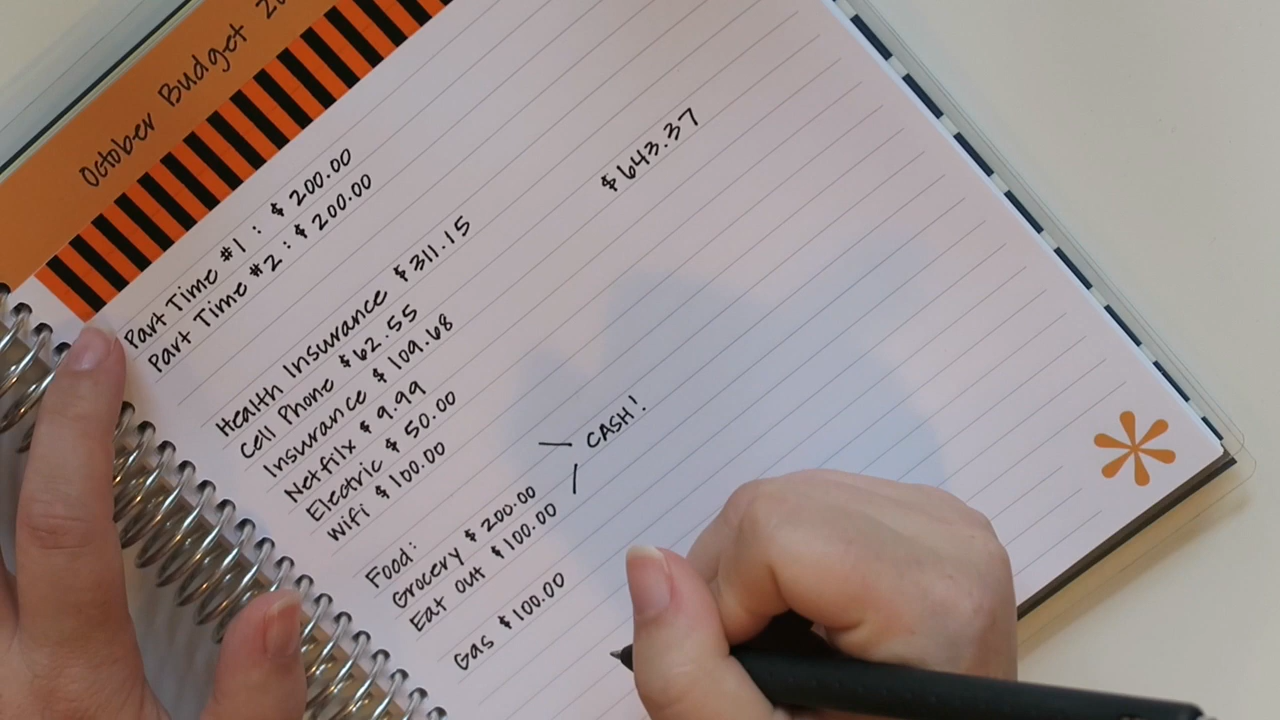 October Budget
Part Time #1 : $ 200.00
Part Time #2 : $ 200.00
Health Insurance $ 311.15
$643.37
Cell Phone $62.55
Insurance $ 109.68
Netfilx $ 9.99
Electric $ 50.00
Wifi $ 100.00
Food:
Grocery $ 200.00
Eat out $100.00
CASH!
Gas $100.00